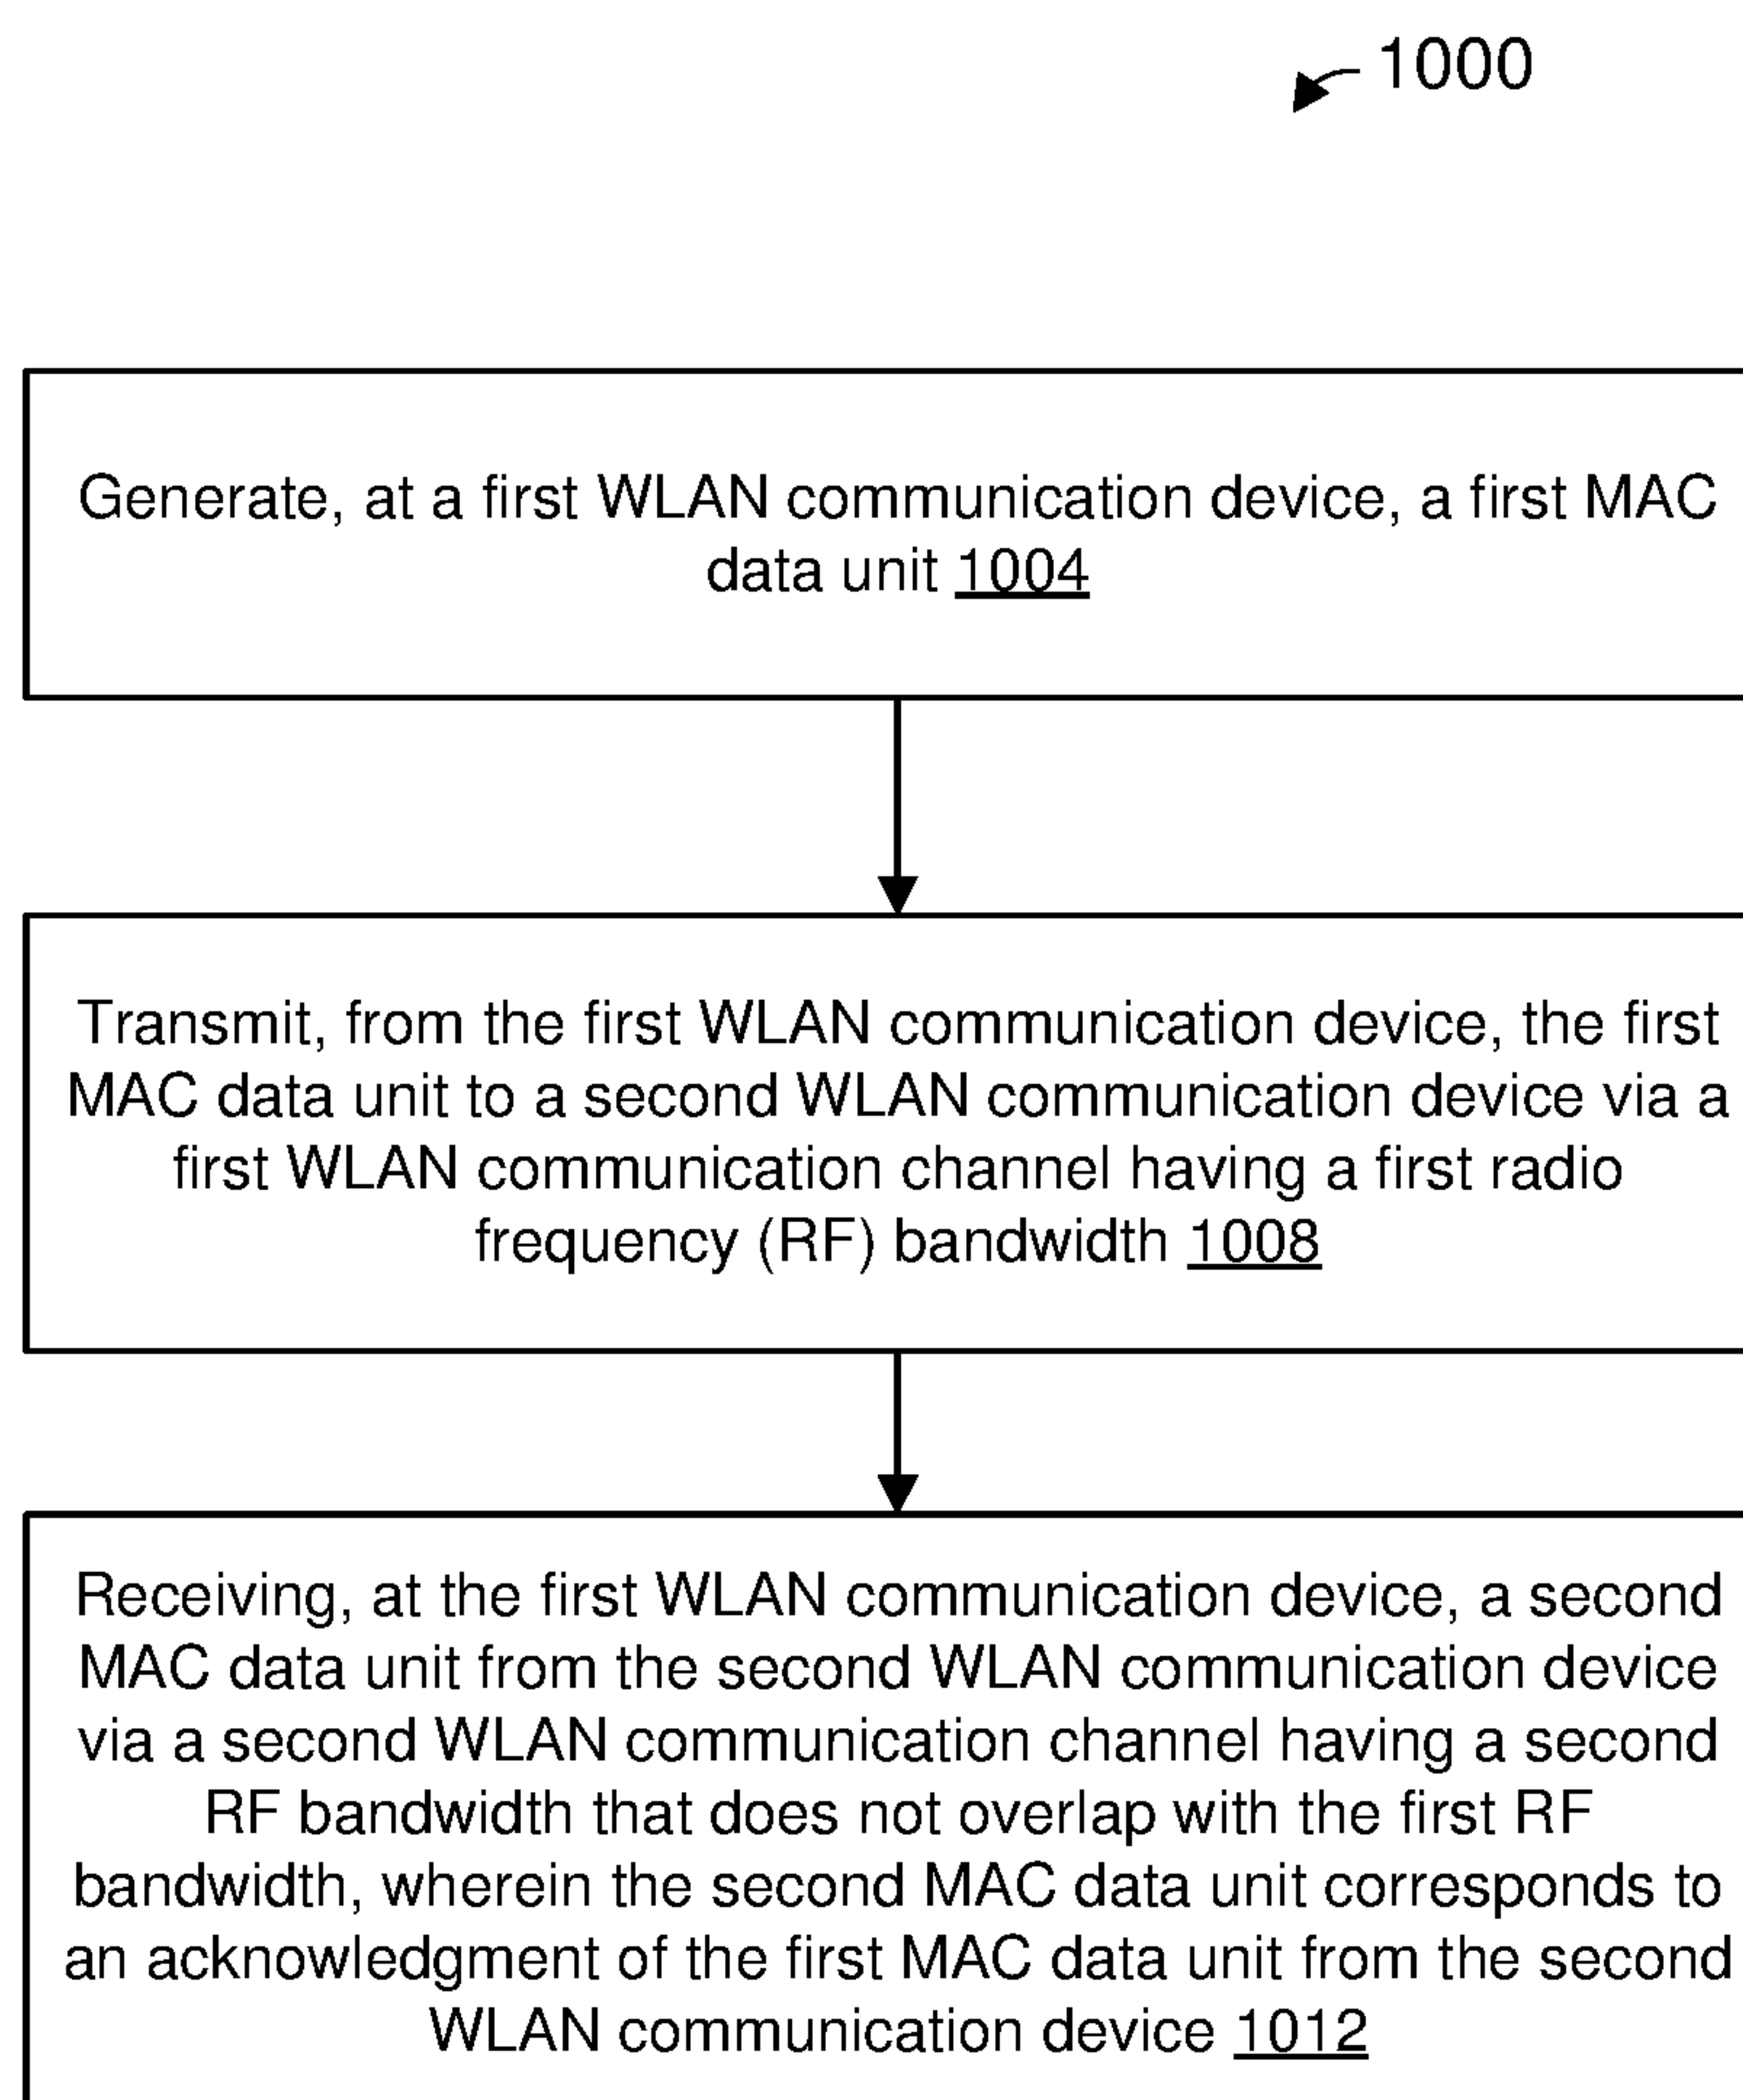 1000
Generate, at a first WLAN communication device, a first MAC
data unit 1004
Transmit, from the first WLAN communication device, the first
MAC data unit to a second WLAN communication device via a
first WLAN communication channel having a first radio
frequency (RF) bandwidth 1008
Receiving, at the first WLAN communication device, a second
MAC data unit from the second WLAN communication device
via a second WLAN communication channel having a second
RF bandwidth that does not overlap with the first RF
bandwidth, wherein the second MAC data unit corresponds to
an acknowledgment of the first MAC data unit from the second
WLAN communication device 1012